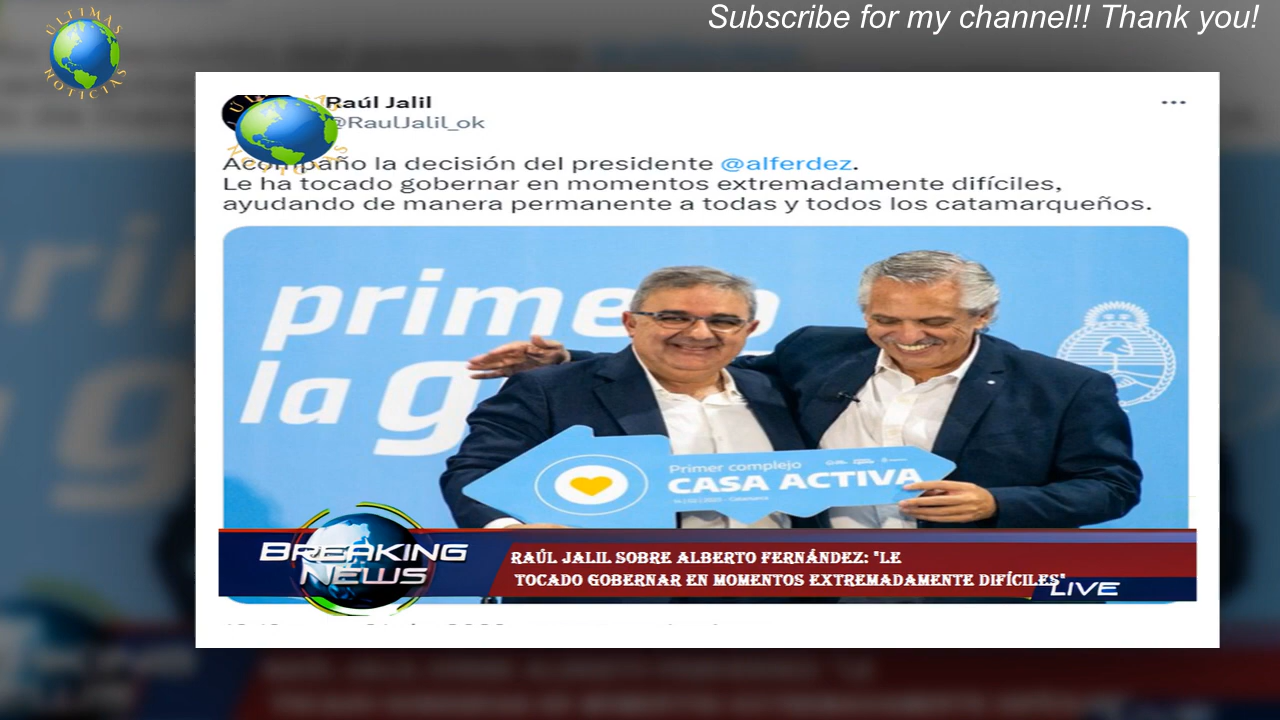 Subscribe for my channel!! Thank you!
ÚLTIMAS
NOTICIAS
Raúl Jalil
@RaulJalil_ok
Acompaño la decisión del presidente @alferdez.
Le ha tocado gobernar en momentos extremadamente difíciles,
ayudando de manera permanente a todas y todos los catamarqueños.
primero
la g
Primer complejo
CASA ACTIVA
BREAKING
NEWS
RAÚL JALIL SOBRE ALBERTO FERNÁNDEZ: "LE
TOCADO GOBERNAR EN MOMENTOS EXTREMADAMENTE DIFÍCILES"
LIVE